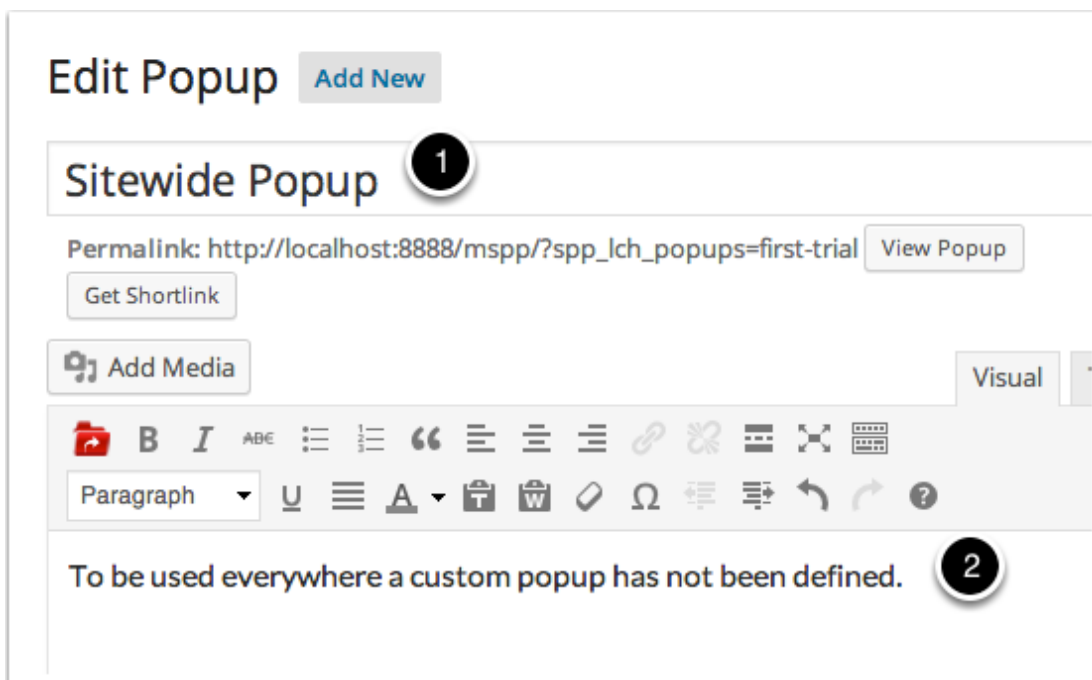 Edit Popup Add New
Sitewide Popup 1
Permalink: http://localhost:8888/mspp/?spp_lch_popups=first-trial View Popup
Get Shortlink
Add Media
Visual
B I ABE
Paragraph U A T W Ω ?
To be used everywhere a custom popup has not been defined. 2